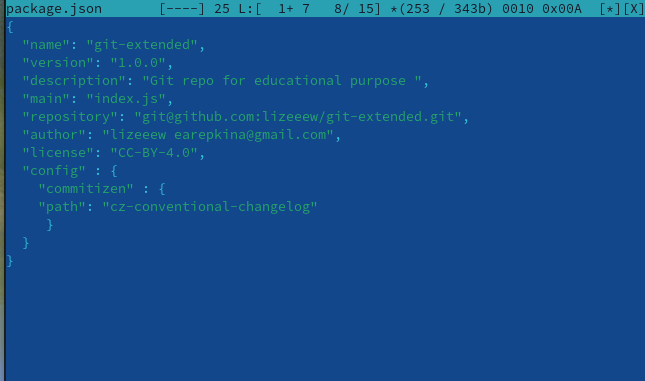 package.json       [----] 25 L:[  1+ 7   8/ 15] *(253 / 343b) 0010 0x00A  [*][X]
{
  "name": "git-extended",
  "version": "1.0.0",
  "description": "Git repo for educational purpose ",
  "main": "index.js",
  "repository": "git@github.com:lizeeew/git-extended.git",
  "author": "lizeeew earepkina@gmail.com",
  "license": "CC-BY-4.0",
  "config" : {
    "commitizen" : {
    "path": "cz-conventional-changelog"
     }
  }
}